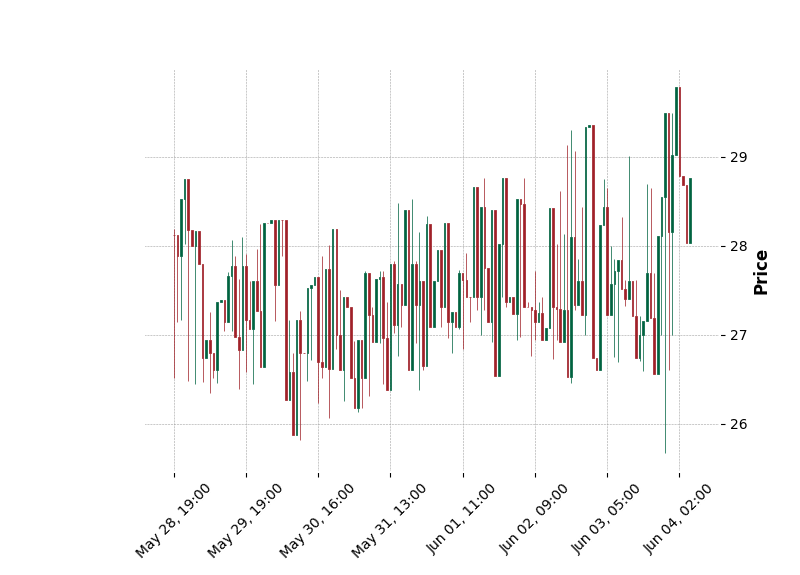 29
28
27
26
Price
May 28, 19:00
May 29, 19:00
May 30, 16:00
May 31, 13:00
Jun 01, 11:00
Jun 02, 09:00
Jun 03, 05:00
Jun 04, 02:00